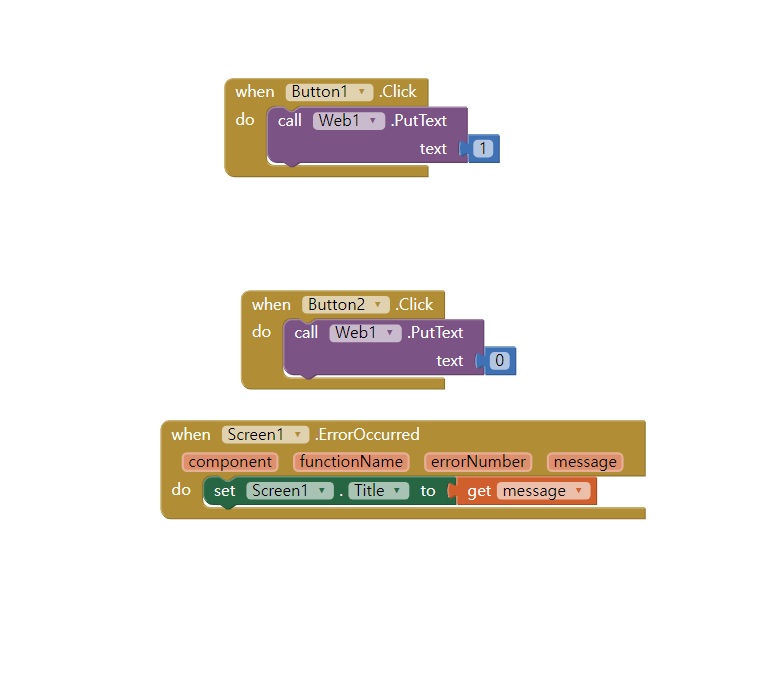 when Button1 .Click
do call Web1 .PutText
text 1
when Button2 .Click
do call Web1 .PutText
text 0
when Screen1 .ErrorOccurred
component functionName errorNumber message
do set Screen1 . Title to get message